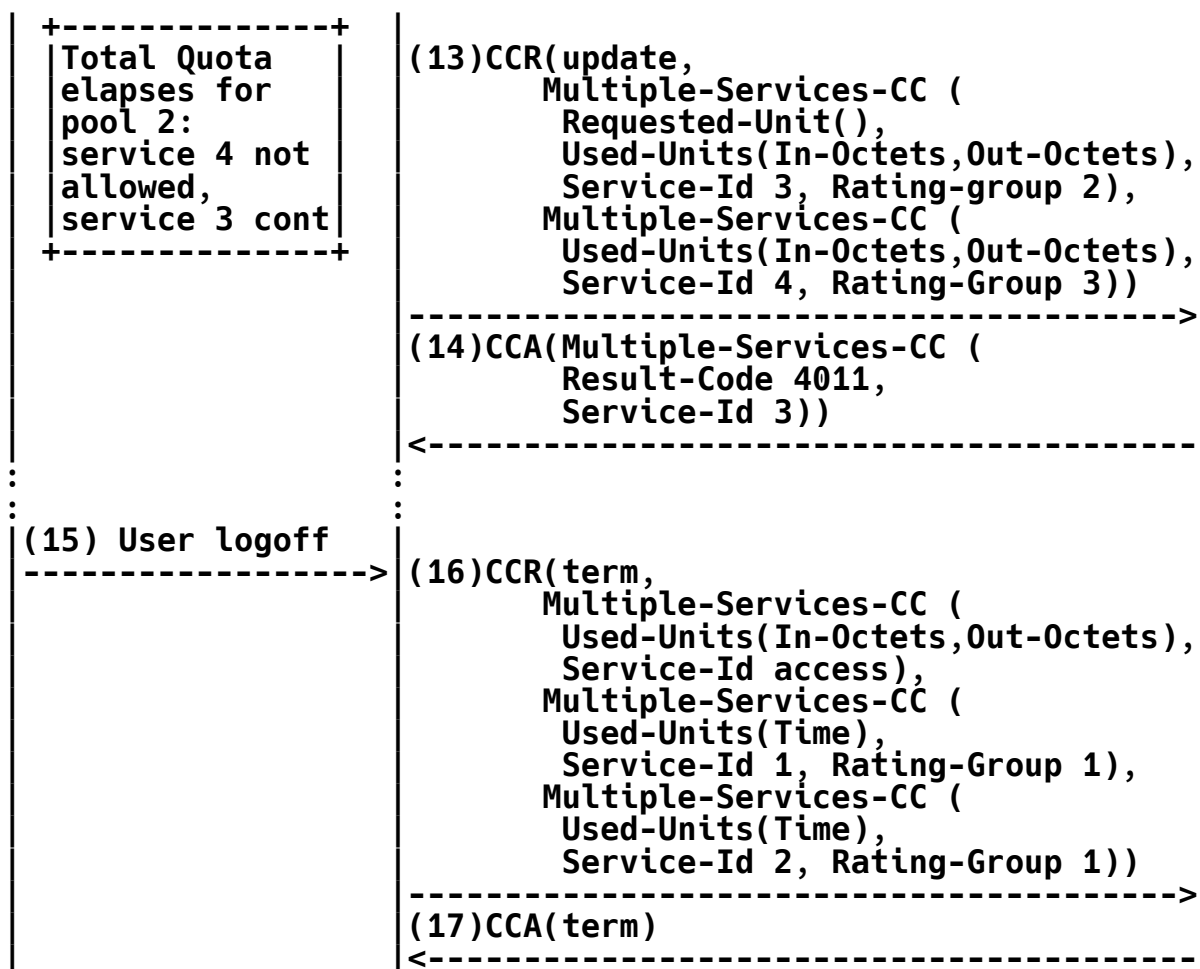 | +--------------+  |
| |Total Quota   |  |(13)CCR(update,
| |elapses for   |  |       Multiple-Services-CC (
| |pool 2:       |  |        Requested-Unit(),
| |service 4 not |  |        Used-Units(In-Octets,Out-Octets),
| |allowed,      |  |        Service-Id 3, Rating-group 2),
| |service 3 cont|  |       Multiple-Services-CC (
| +--------------+  |        Used-Units(In-Octets,Out-Octets),
|                   |        Service-Id 4, Rating-Group 3))
|                   |---------------------------------------->
|                   |(14)CCA(Multiple-Services-CC (
|                   |        Result-Code 4011,
|                   |        Service-Id 3))
|                   |<----------------------------------------
:                   :
:                   :
|(15) User logoff   |
|------------------>|(16)CCR(term,
|                   |       Multiple-Services-CC (
|                   |        Used-Units(In-Octets,Out-Octets),
|                   |        Service-Id access),
|                   |       Multiple-Services-CC (
|                   |        Used-Units(Time),
|                   |        Service-Id 1, Rating-Group 1),
|                   |       Multiple-Services-CC (
|                   |        Used-Units(Time),
|                   |        Service-Id 2, Rating-Group 1))
|                   |---------------------------------------->
|                   |(17)CCA(term)
|                   |<----------------------------------------